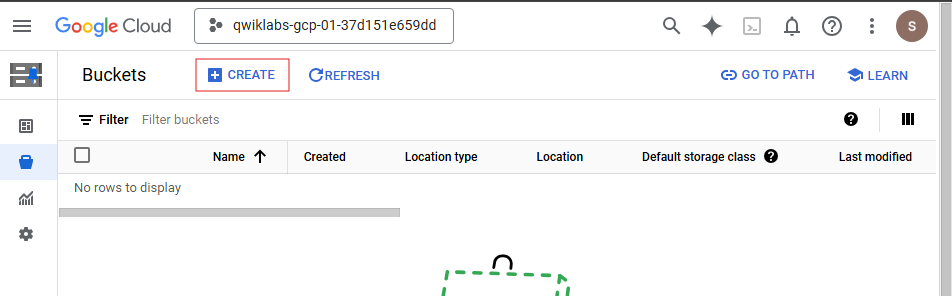 Google Cloud qwiklabs-gcp-01-37d151e659dd S
Buckets CREATE REFRESH GO TO PATH LEARN
Filter Filter buckets
Name Created Location type Location Default storage class Last modified
No rows to display